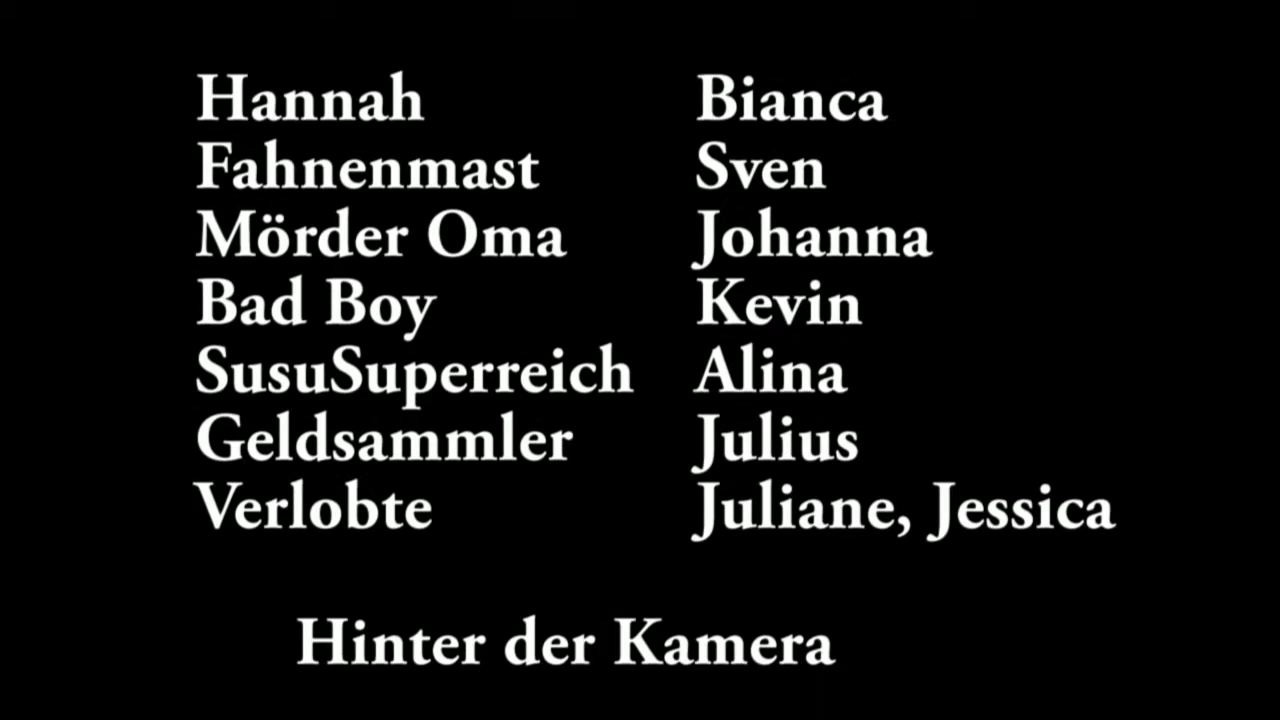 Hannah Bianca
Fahnenmast Sven
Mörder Oma Johanna
Bad Boy Kevin
SusuSuperreich Alina
Geldsammler Julius
Verlobte Juliane, Jessica
Hinter der Kamera